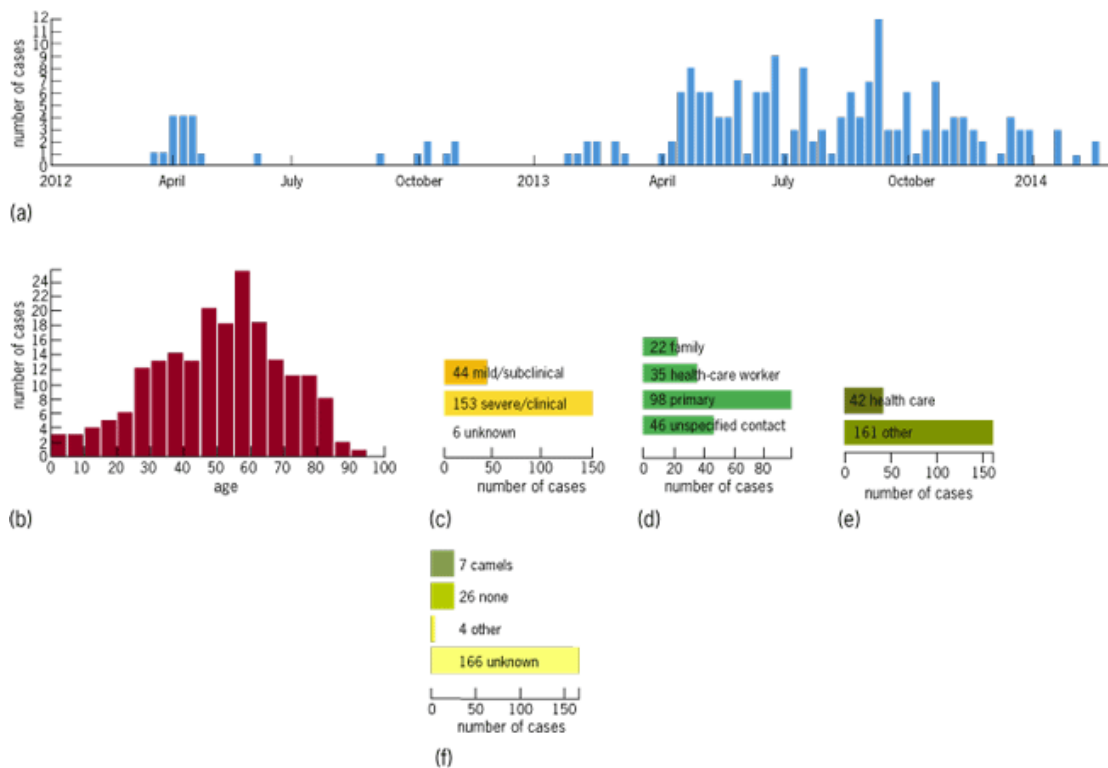 12
11
10
9
8
7
6
5
4
3
2
1
0
number of cases
2012 April July October 2013 April July October 2014
(a)
24
22
20
18
16
14
12
10
8
6
4
2
0
number of cases
0 10 20 30 40 50 60 70 80 90 100
age
(b)
44 mild/subclinical
153 severe/clinical
6 unknown
0 50 100 150
number of cases
(c)
22 family
35 health-care worker
98 primary
46 unspecified contact
0 20 40 60 80
number of cases
(d)
42 health care
161 other
0 50 100 150
number of cases
(e)
7 camels
26 none
4 other
166 unknown
0 50 100 150
number of cases
(f)